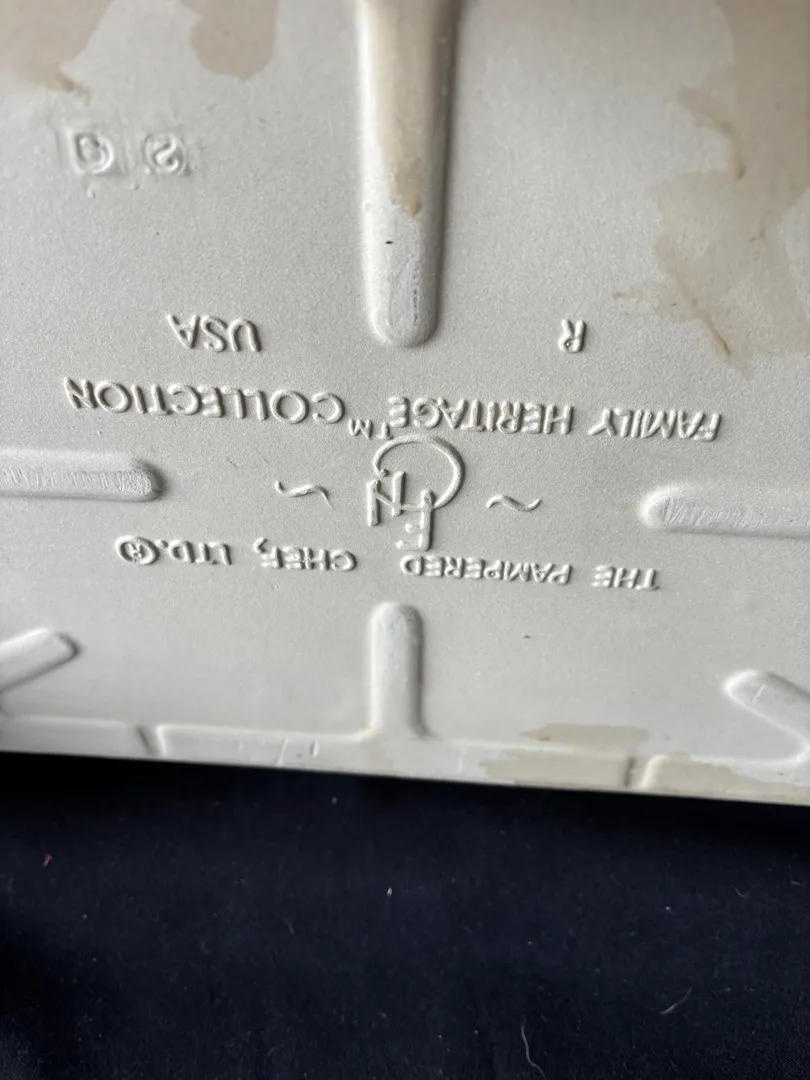 THE PAMPERED CHEF, LTD.®
FAMILY HERITAGE™ COLLECTION
R USA